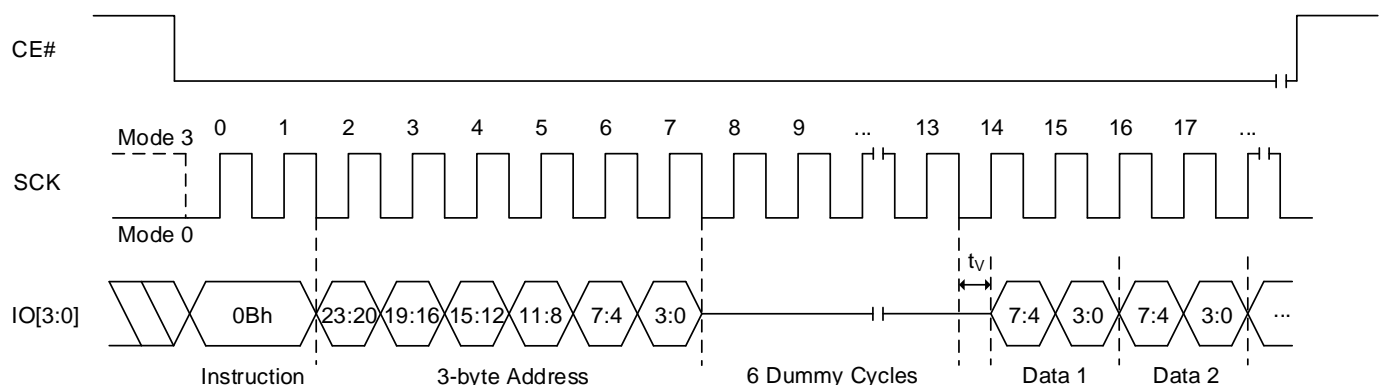 CE#
0 1 2 3 4 5 6 7 8 9 ... 13 14 15 16 17 ...
Mode 3
SCK
Mode 0
tV
IO[3:0] 0Bh 23:20 19:16 15:12 11:8 7:4 3:0 7:4 3:0 7:4 3:0 ...
Instruction 3-byte Address 6 Dummy Cycles Data 1 Data 2